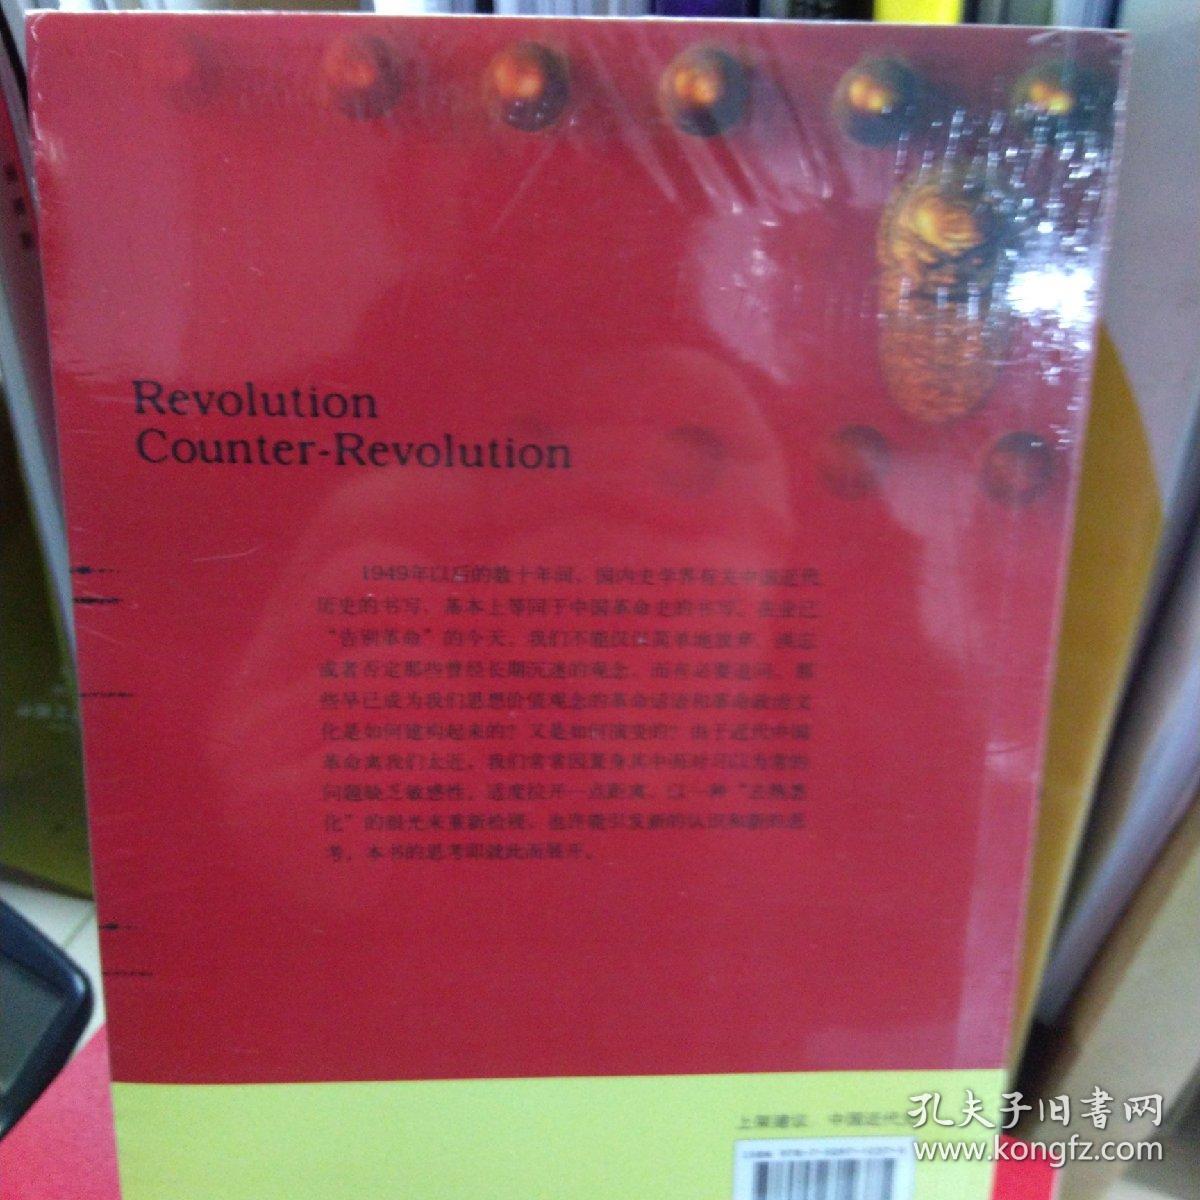 Revolution
Counter-Revolution
1949年以后的数十年间，国内史学界有关中国近代
历史的书写，基本上等同于中国革命史的书写。在业已
“告别革命”的今天，我们不能仅仅简单地放弃、淡忘
或者否定那些曾经长期沉迷的观念，而有必要追问，那
些早已成为我们思想价值观念的革命话语和革命政治文
化是如何建构起来的？又是如何演变的？由于近代中国
革命离我们太近，我们常常因置身其中而对习以为常的
问题缺乏敏感性，适度拉开一点距离，以一种“去熟悉
化”的眼光来重新检视，也许能引发新的认识和新的思
考。本书的思考即就此而展开。
上架建议 中国近代
孔夫子旧书网
www.kongfz.com